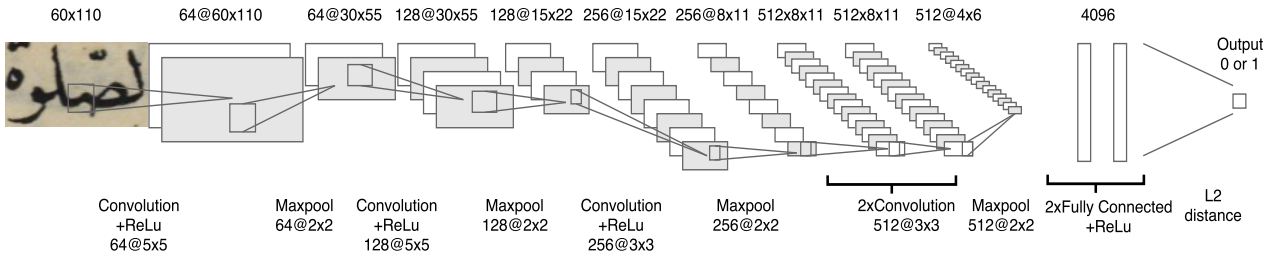 60x110 64@60x110 64@30x55 128@30x55 128@15x22 256@15x22 256@8x11 512x8x11 512x8x11 512@4x6 4096
Output
0 or 1
Convolution
+ReLu
64@5x5
Maxpool
64@2x2
Convolution
+ReLu
128@5x5
Maxpool
128@2x2
Convolution
+ReLu
256@3x3
Maxpool
256@2x2
2xConvolution
512@3x3
Maxpool
512@2x2
2xFully Connected
+ReLu
L2
distance